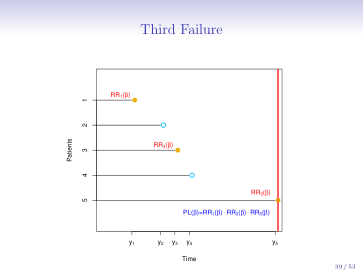 Third Failure
RR₁(β)
RR₃(β)
RR₅(β)
PL(β)=RR₁(β) · RR₃(β) · RR₅(β)
Patients
1
2
3
4
5
y₁ y₂ y₃ y₄ y₅
Time
39 / 53